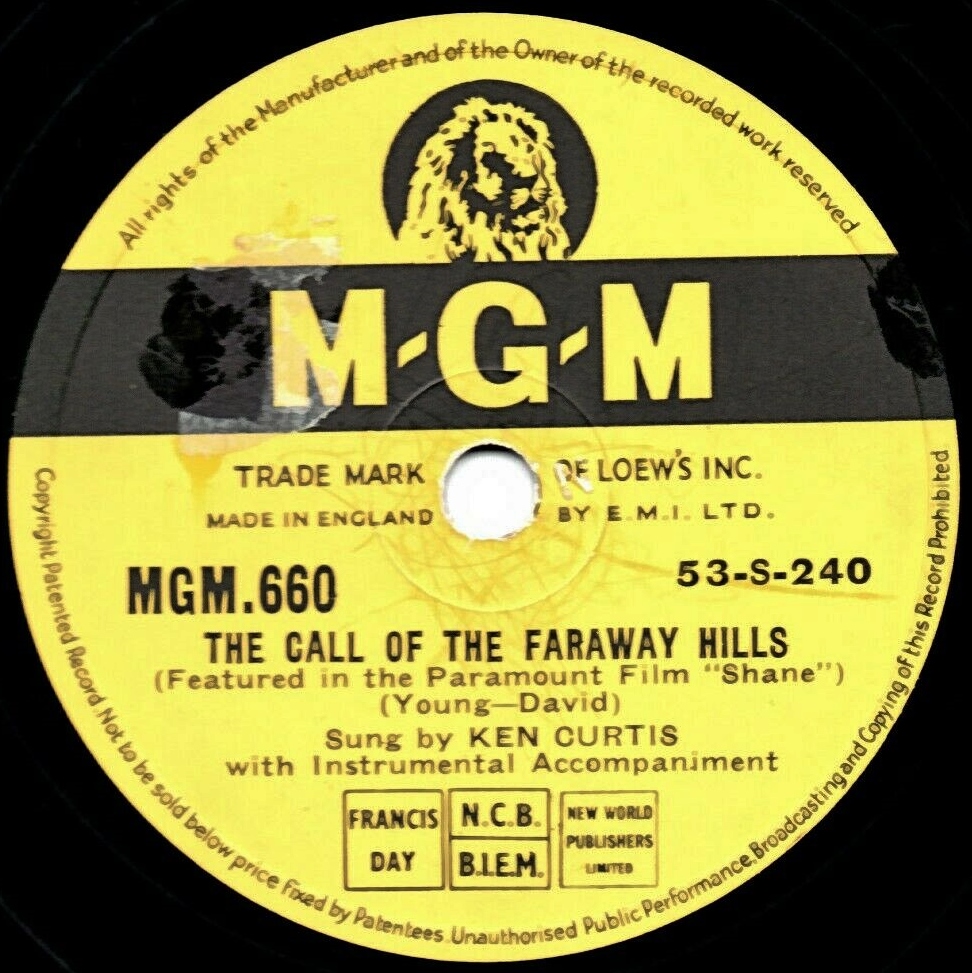 All rights of the Manufacturer and of the Owner of the recorded work reserved
M-G-M
TRADE MARK OF LOEW'S INC.
MADE IN ENGLAND BY E.M.I. LTD.
MGM.660
53-S-240
THE CALL OF THE FARAWAY HILLS
(Featured in the Paramount Film "Shane")
(Young—David)
Sung by KEN CURTIS
with Instrumental Accompaniment
FRANCIS
DAY
N.C.B.
B.I.E.M.
NEW WORLD
PUBLISHERS
LIMITED
Copyright Patented Record Not to be sold below price fixed by Patentees. Unauthorised Public Performance, Broadcasting and Copying of this Record Prohibited